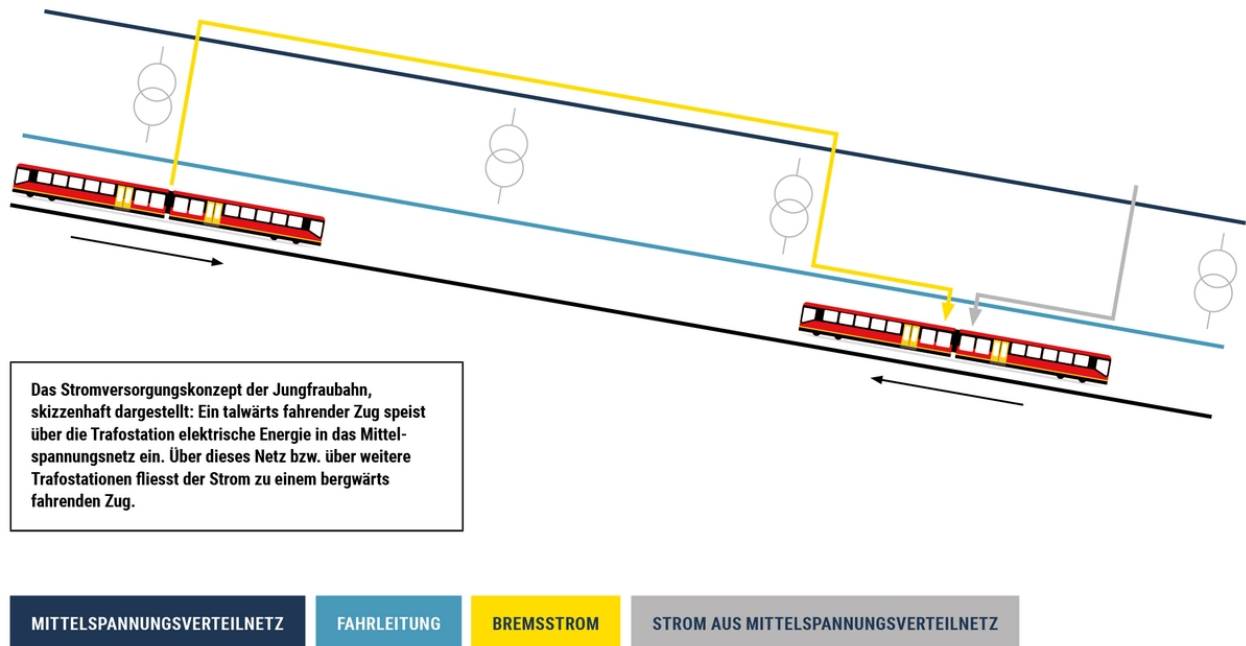 Das Stromversorgungskonzept der Jungfraubahn,
skizzenhaft dargestellt: Ein talwärts fahrender Zug speist
über die Trafostation elektrische Energie in das Mittel-
spannungsnetz ein. Über dieses Netz bzw. über weitere
Trafostationen fliesst der Strom zu einem bergwärts
fahrenden Zug.
MITTELSPANNUNGSVERTEILNETZ
FAHRLEITUNG
BREMSSTROM
STROM AUS MITTELSPANNUNGSVERTEILNETZ